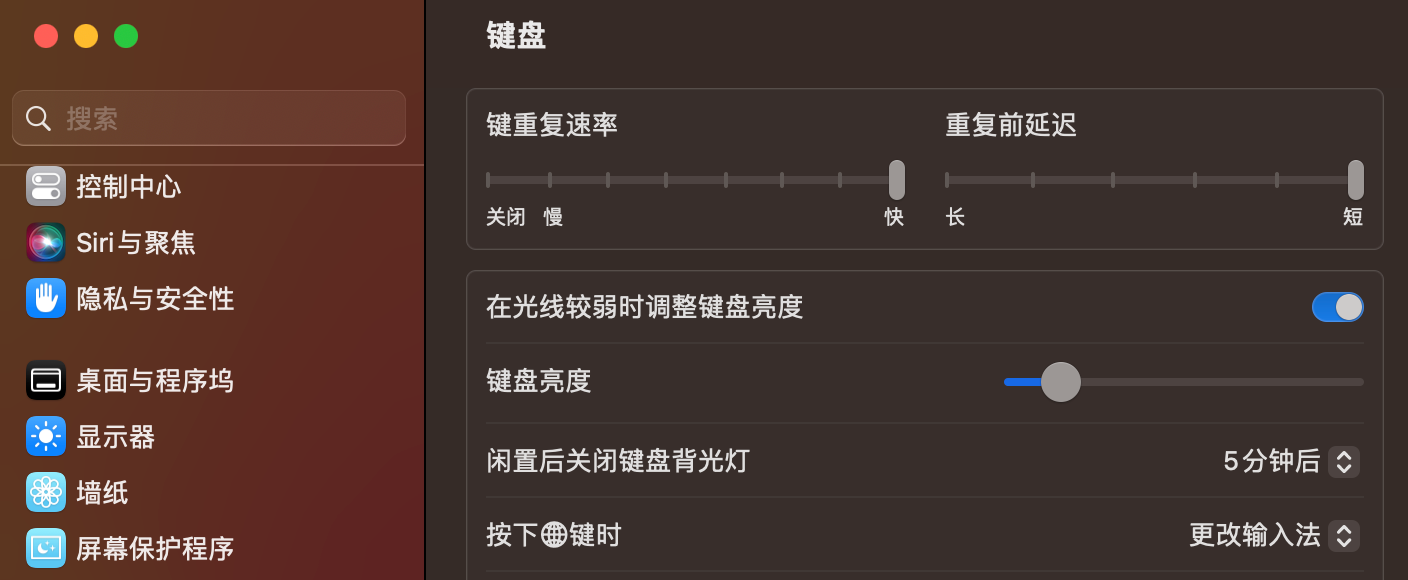 键盘
搜索
控制中心
Siri与聚焦
隐私与安全性
桌面与程序坞
显示器
墙纸
屏幕保护程序
键重复速率
重复前延迟
关闭 慢 快
长 短
在光线较弱时调整键盘亮度
键盘亮度
闲置后关闭键盘背光灯 5分钟后
按下键时 更改输入法